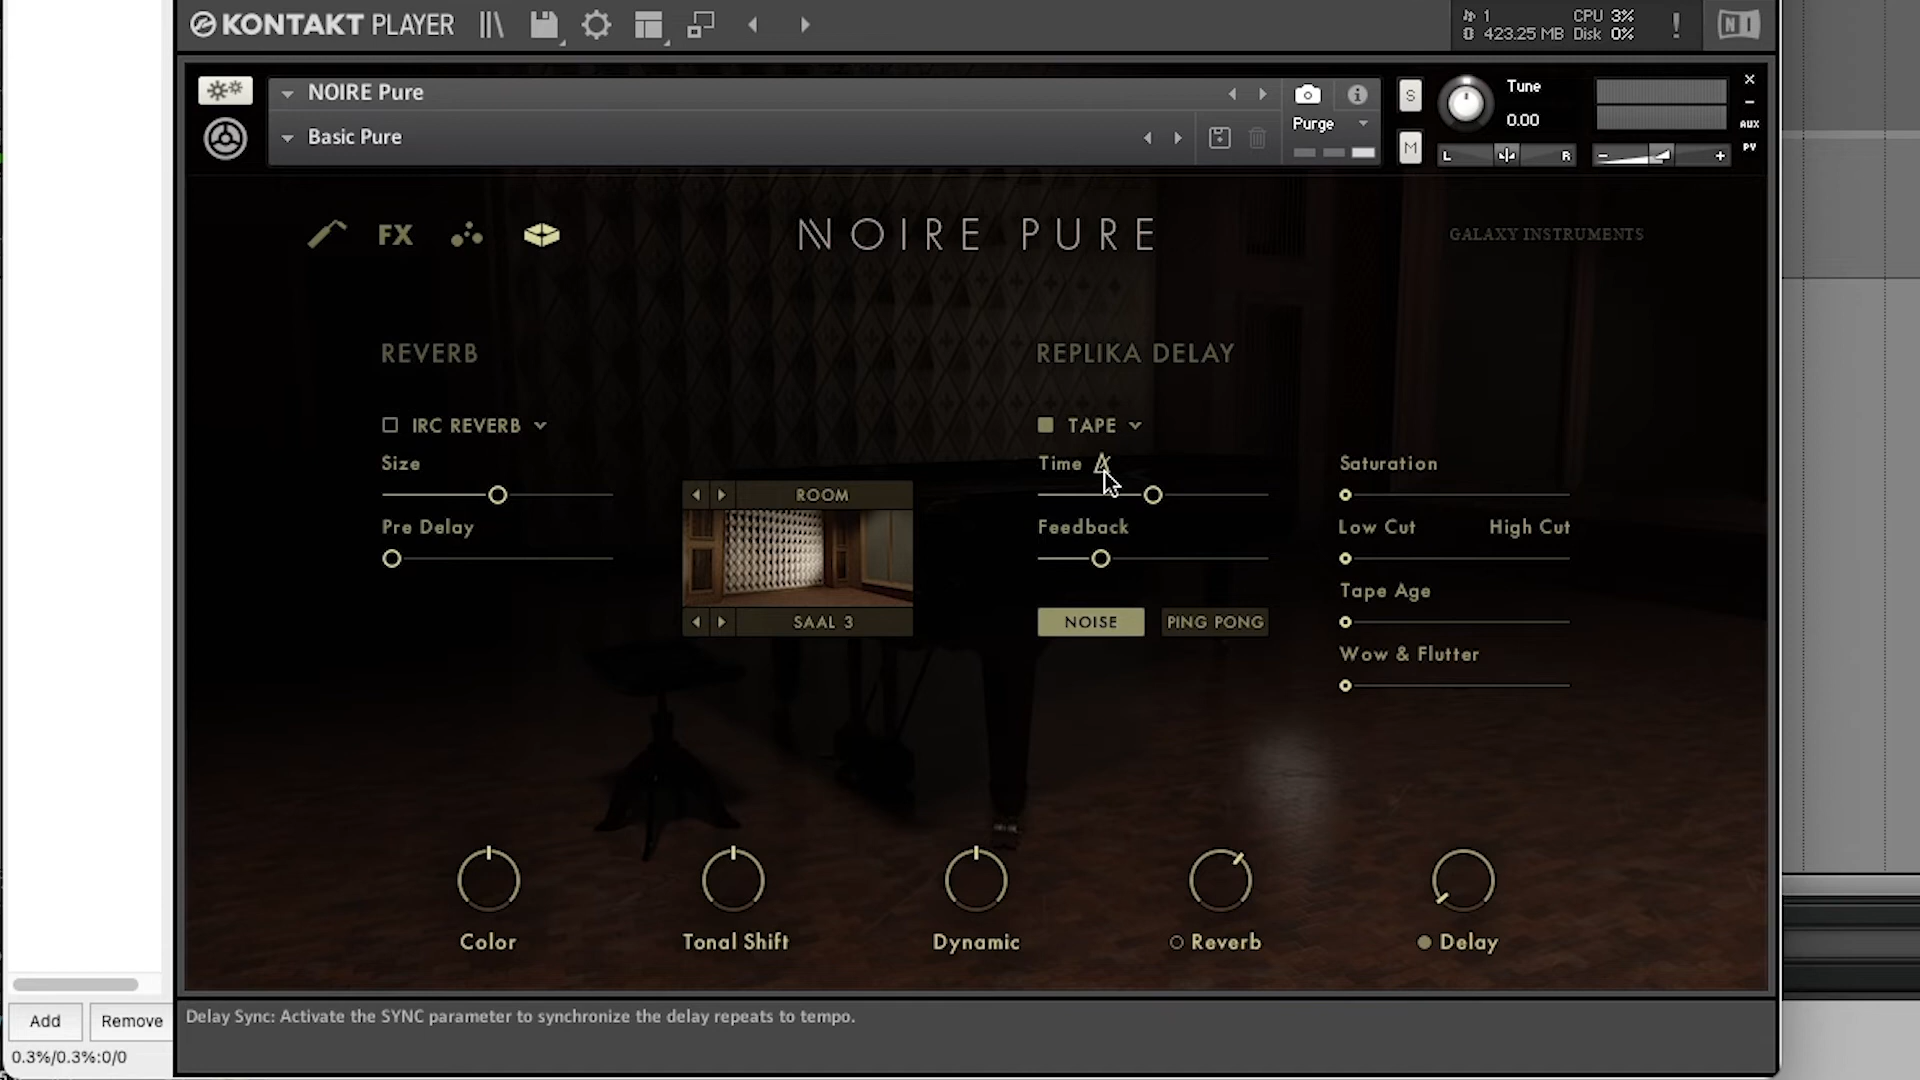 KONTAKT PLAYER
1
CPU 3%
423.25 MB Disk 0%
NI
NOIRE Pure
Purge
S
Tune
0.00
AUX
PV
Basic Pure
M
L
R
FX
NOIRE PURE
GALAXY INSTRUMENTS
REVERB
REPLIKA DELAY
IRC REVERB
TAPE
Size
Time
Saturation
ROOM
Pre Delay
Feedback
Low Cut
High Cut
Tape Age
SAAL 3
NOISE
PING PONG
Wow & Flutter
Color
Tonal Shift
Dynamic
Reverb
Delay
Add
Remove
Delay Sync: Activate the SYNC parameter to synchronize the delay repeats to tempo.
0.3%/0.3%:0/0